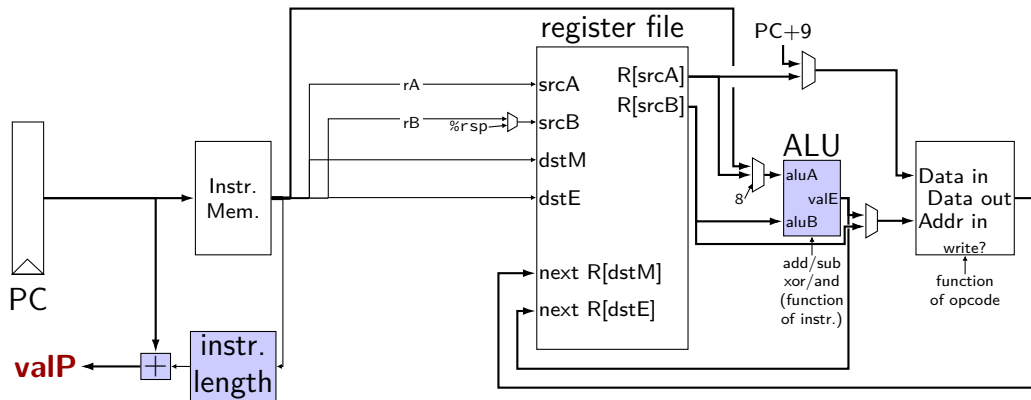 register file
PC+9
rA
srcA
R[srcA]
R[srcB]
rB
%rsp
srcB
ALU
Instr.
Mem.
dstM
aluA
8
valE
aluB
Data in
Data out
Addr in
dstE
write?
add/sub
xor/and
(function
of instr.)
function
of opcode
next R[dstM]
next R[dstE]
PC
valP
+
instr.
length